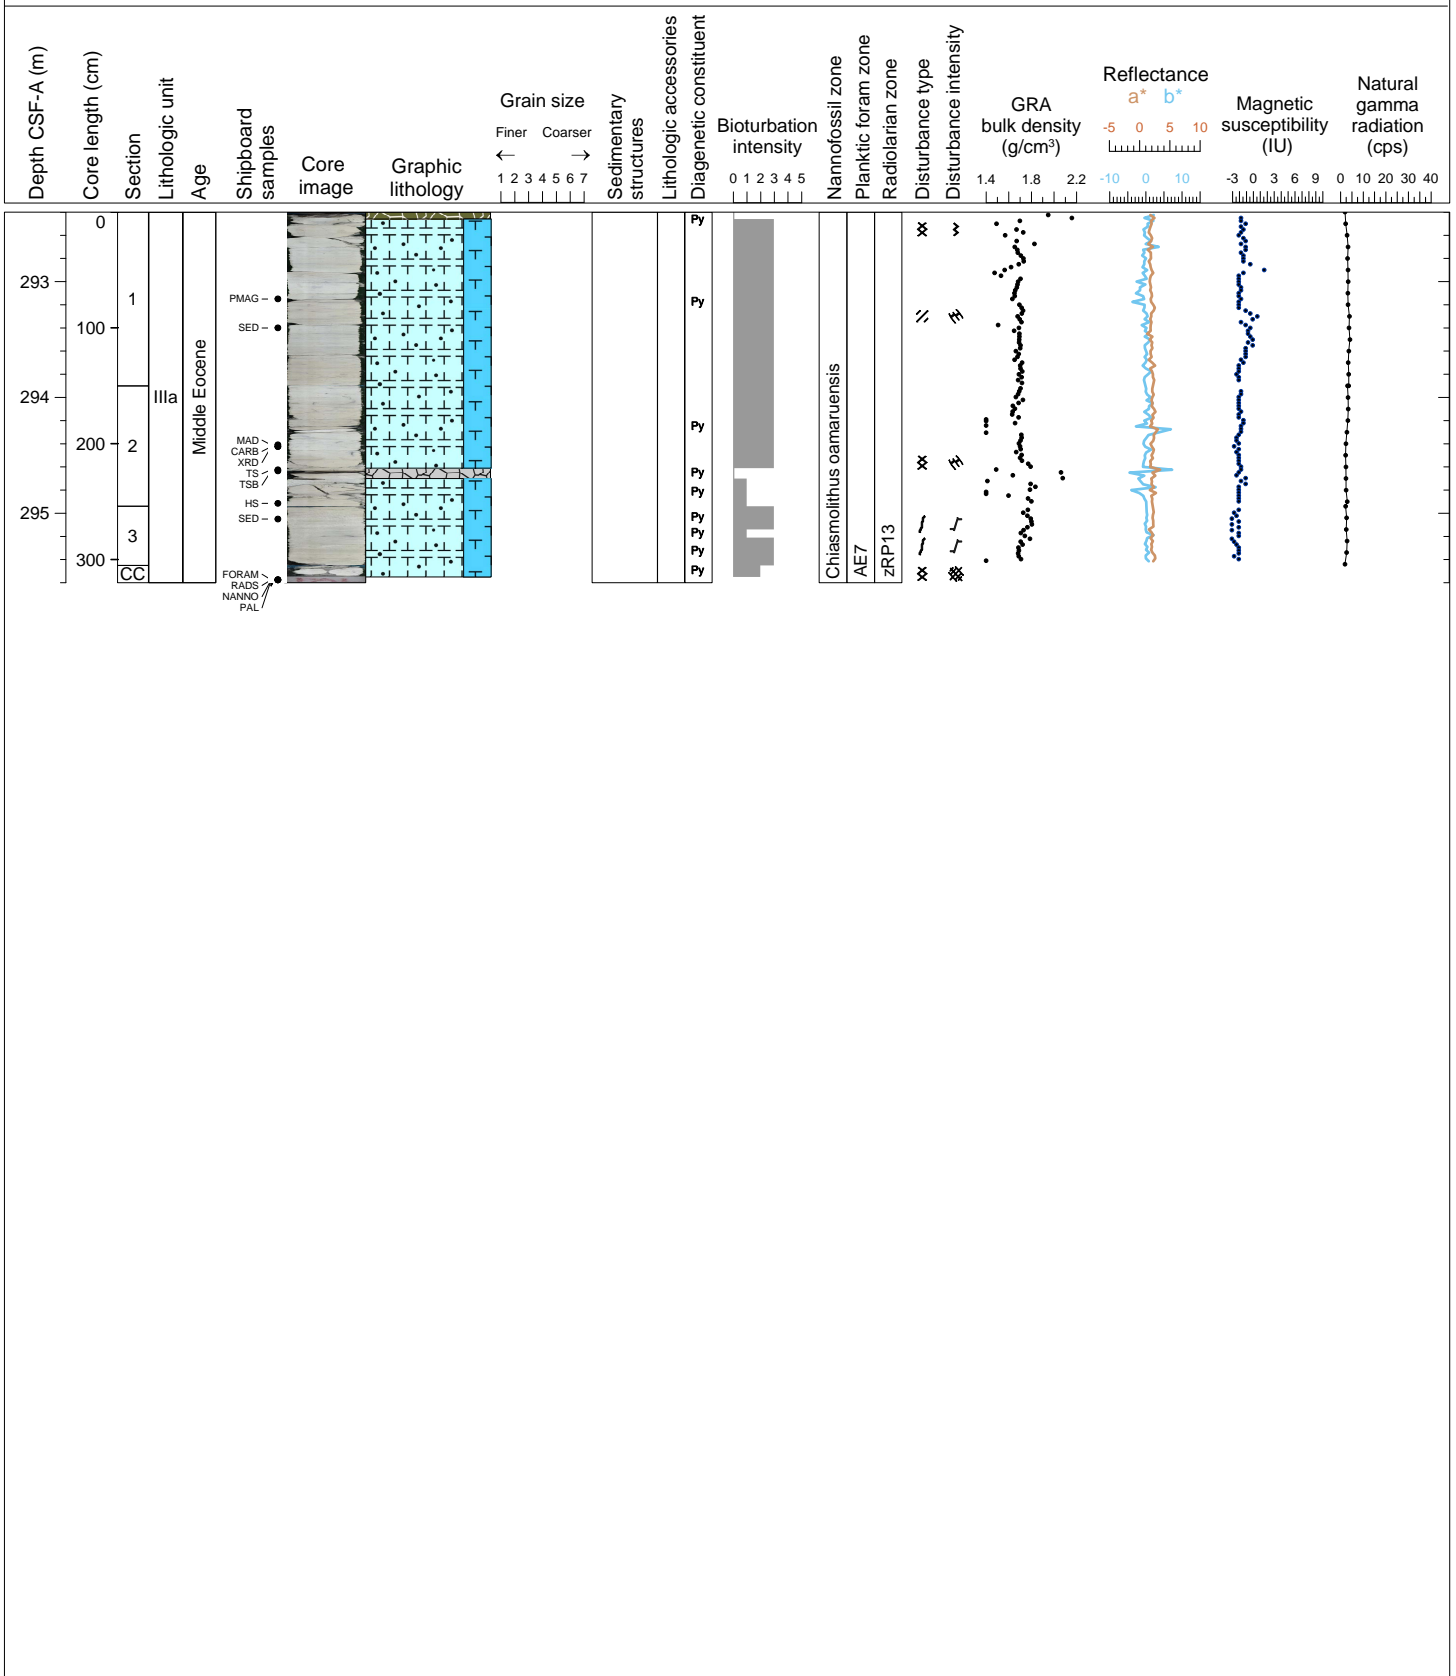 Depth CSF-A (m)
Core length (cm)
Section
Lithologic unit
Age
Shipboard
samples
Core
image
Graphic
lithology
Grain size
Finer Coarser
← →
1 2 3 4 5 6 7
Sedimentary
structures
Lithologic accessories
Diagenetic constituent
Bioturbation
intensity
0 1 2 3 4 5
Nannofossil zone
Planktic foram zone
Radiolarian zone
Disturbance type
Disturbance intensity
GRA
bulk density
(g/cm³)
1.4 1.8 2.2
Reflectance
a* b*
-5 0 5 10
-10 0 10
Magnetic
susceptibility
(IU)
-3 0 3 6 9
Natural
gamma
radiation
(cps)
0 10 20 30 40
293
294
295
0
100
200
300
1
2
3
CC
IIIa
Middle Eocene
PMAG
SED
MAD
CARB
XRD
TS
TSB
HS
SED
FORAM
RADS
NANNO
PAL
Py
Py
Py
Py
Py
Py
Py
Py
Py
Chiasmolithus oamaruensis
AE7
zRP13